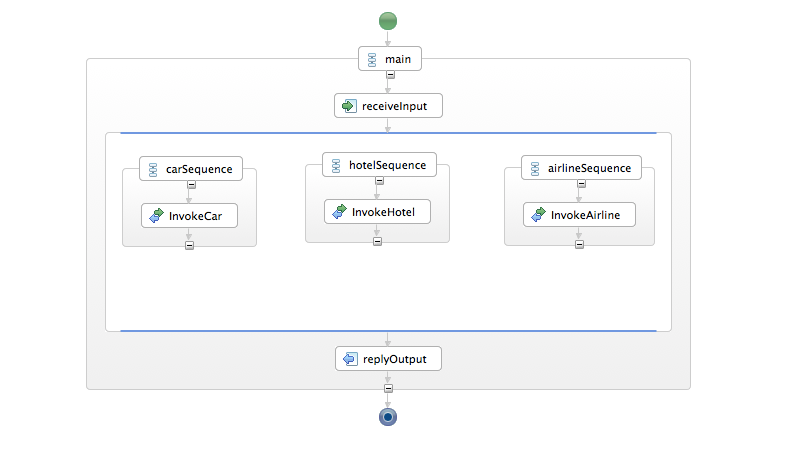 main
receiveInput
carSequence
hotelSequence
airlineSequence
InvokeCar
InvokeHotel
InvokeAirline
replyOutput